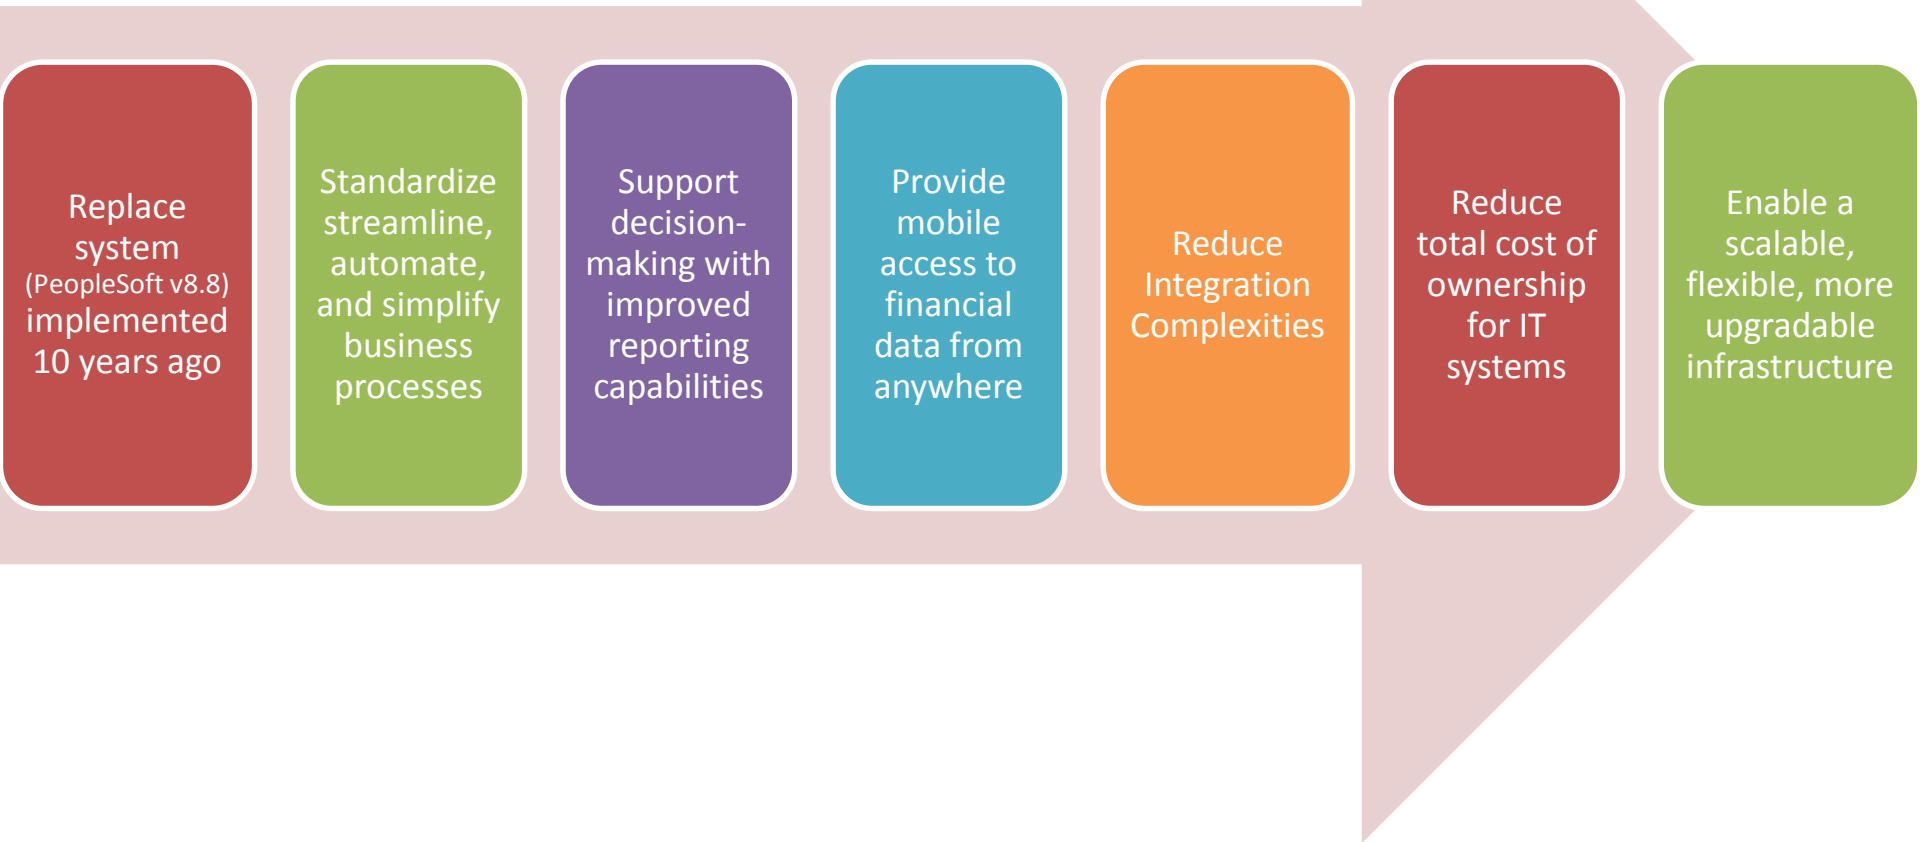 Replace
system
(PeopleSoft v8.8)
implemented
10 years ago
Standardize
streamline,
automate,
and simplify
business
processes
Support
decision-
making with
improved
reporting
capabilities
Provide
mobile
access to
financial
data from
anywhere
Reduce
Integration
Complexities
Reduce
total cost of
ownership
for IT
systems
Enable a
scalable,
flexible, more
upgradable
infrastructure